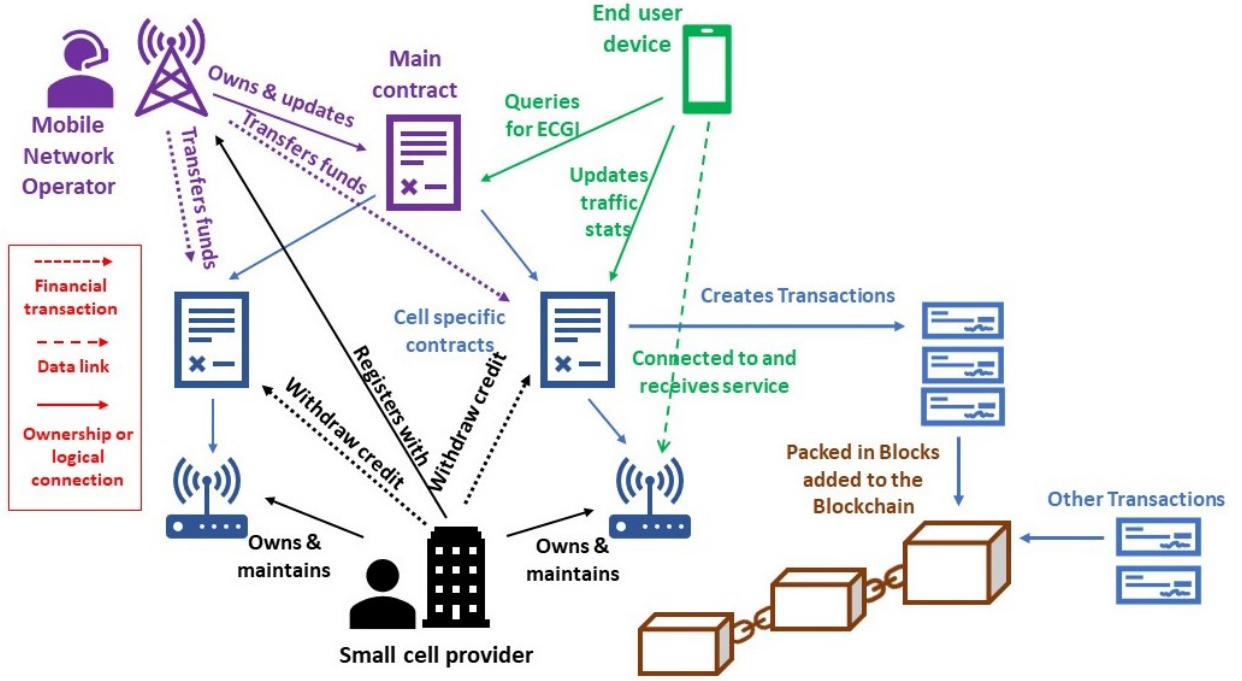 End user
device
Main
contract
Owns & updates
Transfers funds
Transfers funds
Mobile
Network
Operator
Queries
for ECGI
Updates
traffic
stats
Financial
transaction
Data link
Ownership or
logical
connection
Cell specific
contracts
Creates Transactions
Connected to and
receives service
Registers with
Withdraw credit
Withdraw credit
Packed in Blocks
added to the
Blockchain
Other Transactions
Owns &
maintains
Owns &
maintains
Small cell provider